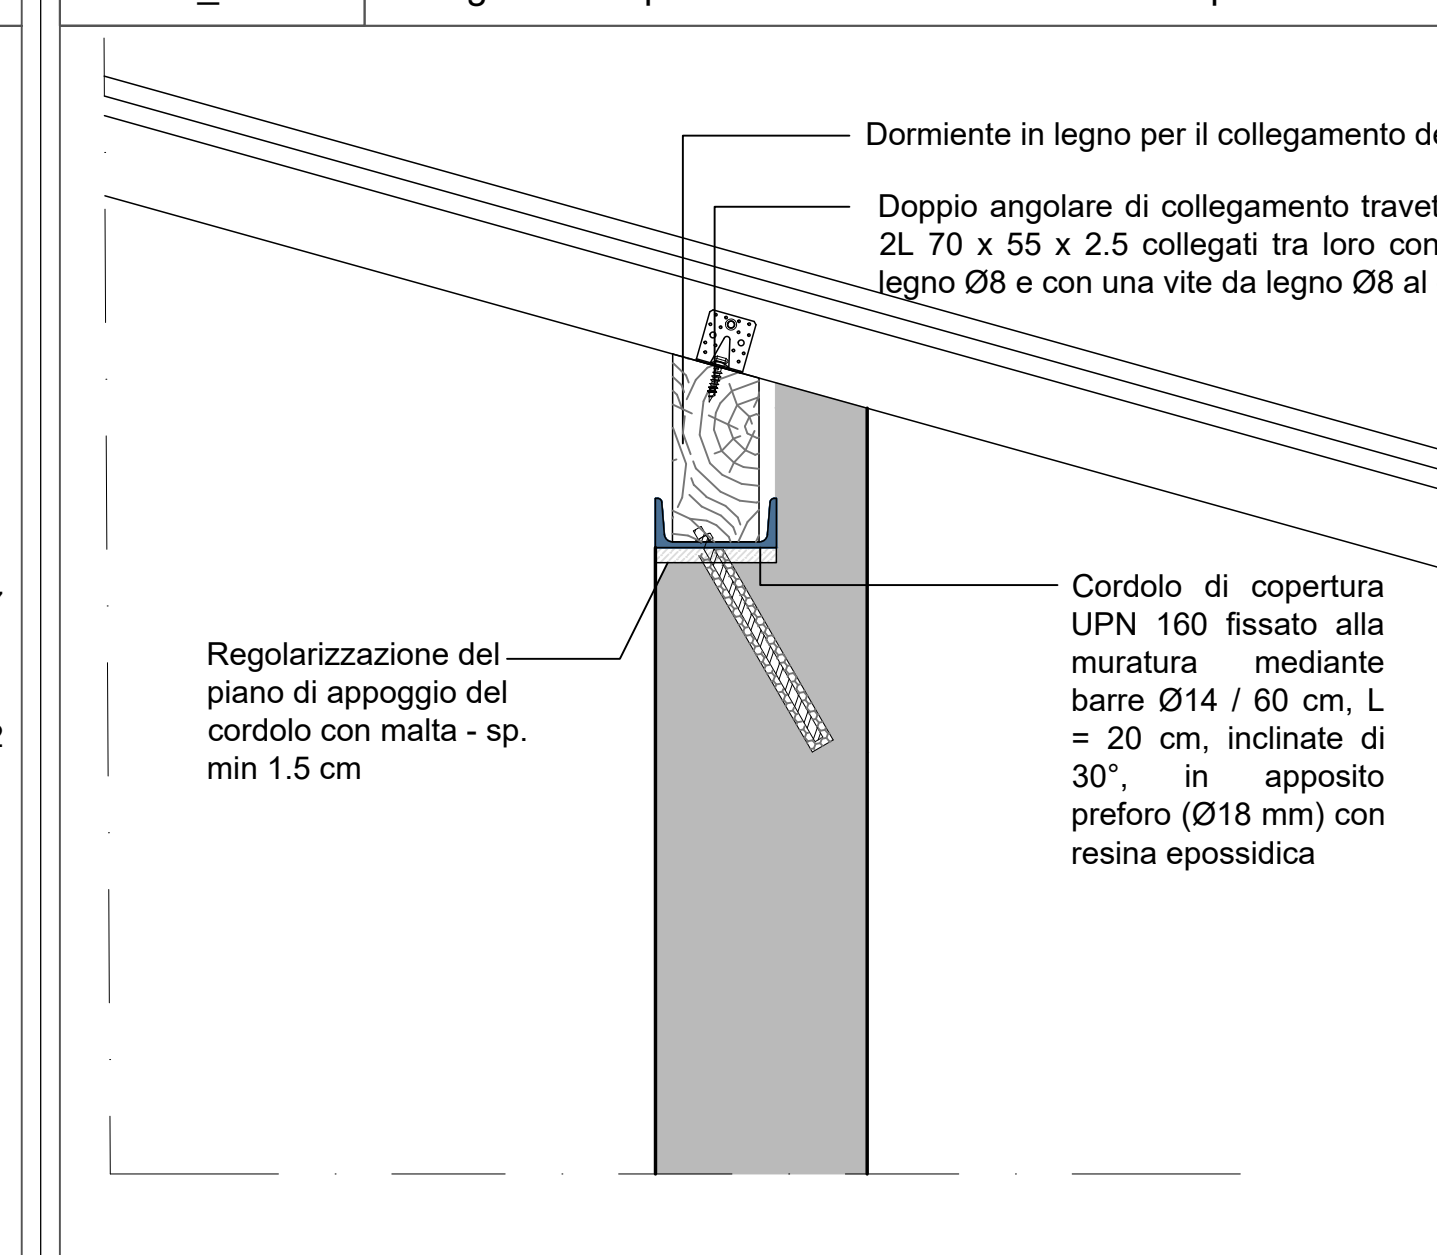 Dormiente in legno per il collegamento
Doppio angolare di collegamento
2L 70 x 55 x 2.5 collegati tra loro con
legno Ø8 e con una vite da legno Ø8 al
Cordolo di copertura
UPN 160 fissato alla
muratura mediante
barre Ø14 / 60 cm, L
= 20 cm, inclinate di
30°, in apposito
preforo (Ø18 mm) con
resina epossidica
Regolarizzazione del
piano di appoggio del
cordolo con malta - sp.
min 1.5 cm